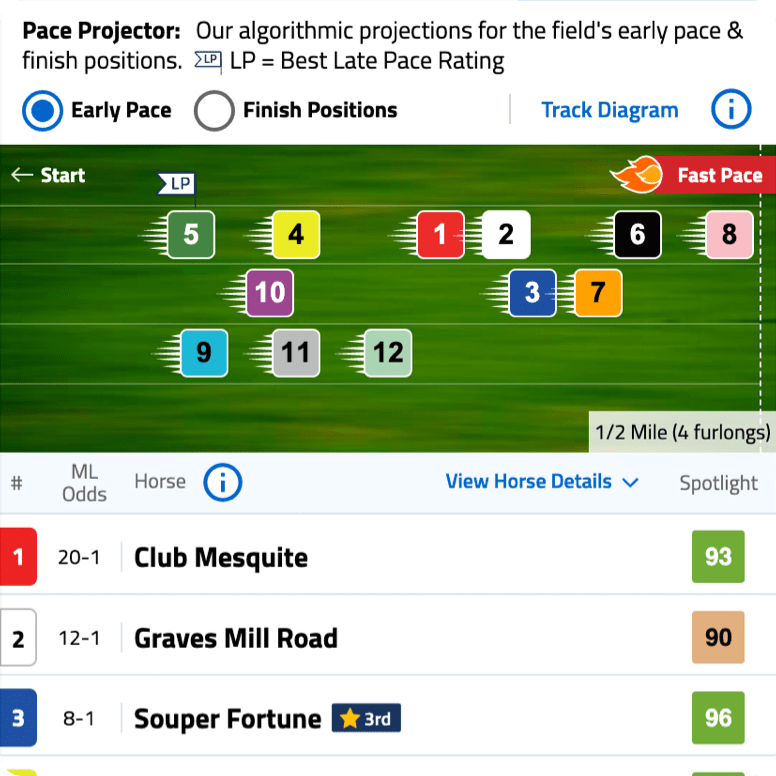 Pace Projector: Our algorithmic projections for the field's early pace &
finish positions. LP LP = Best Late Pace Rating
Early Pace Finish Positions Track Diagram i
← Start LP Fast Pace
5 4 1 2 6 8
10 3 7
9 11 12
1/2 Mile (4 furlongs)
# ML Odds Horse i View Horse Details Spotlight
1 20-1 Club Mesquite 93
2 12-1 Graves Mill Road 90
3 8-1 Souper Fortune 3rd 96